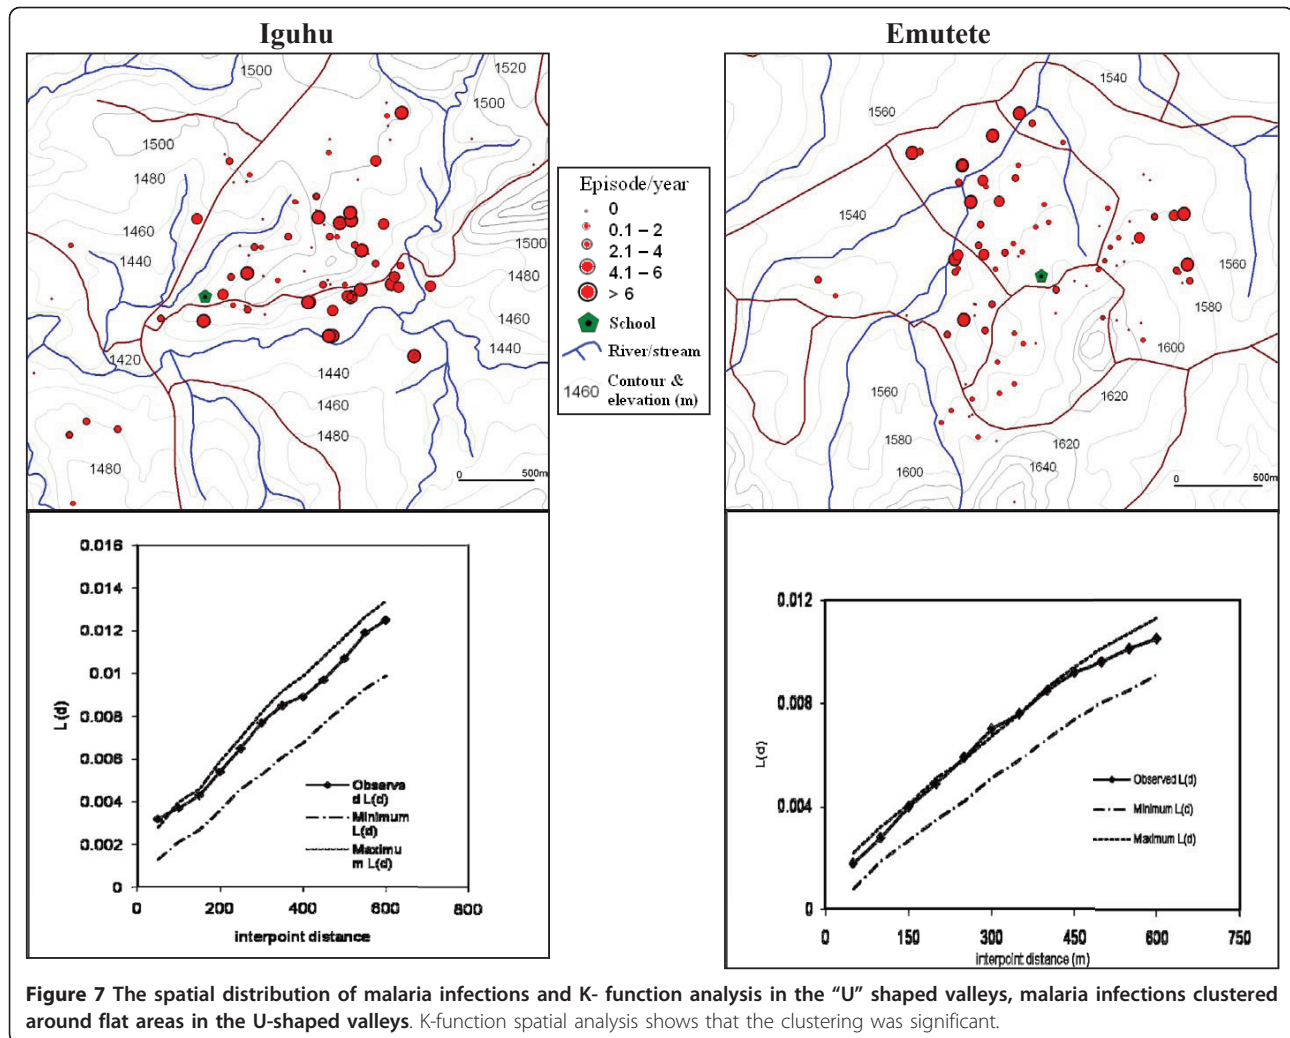 Iguhu
Emutete
1500
1520
1500
1500
1480
1460
1440
1500
1480
1460
1440
1420
1440
1460
1480
1480
0 500m
Episode/year
0
0.1 – 2
2.1 – 4
4.1 – 6
> 6
School
River/stream
1460 Contour &
elevation (m)
1540
1560
1540
1560
1580
1600
1560
1620
1580
1620
1600
1640
0 500m
0.016
0.014
0.012
0.01
0.008
0.006
0.004
0.002
0
L(d)
Observe
d L(d)
Minimum
L(d)
Maximu
m L(d)
0 200 400 600 800
interpoint distance
0.012
0.008
0.004
0
L(d)
Observed L(d)
Minimum L(d)
Maximum L(d)
0 150 300 450 600 750
interpoint distance (m)
Figure 7 The spatial distribution of malaria infections and K- function analysis in the “U” shaped valleys, malaria infections clustered
around flat areas in the U-shaped valleys. K-function spatial analysis shows that the clustering was significant.